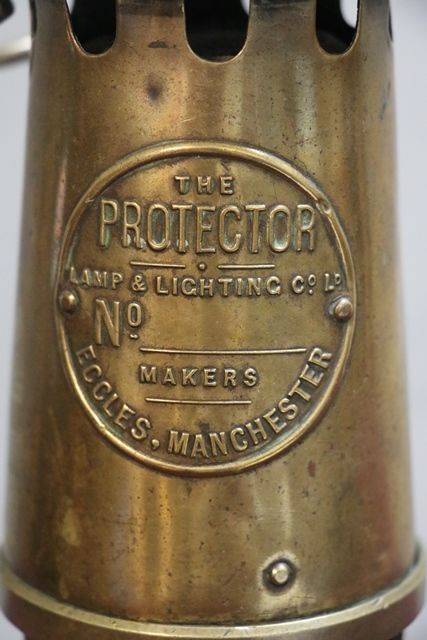 THE
PROTECTOR
LAMP & LIGHTING Co LD
No
MAKERS
ECCLES, MANCHESTER